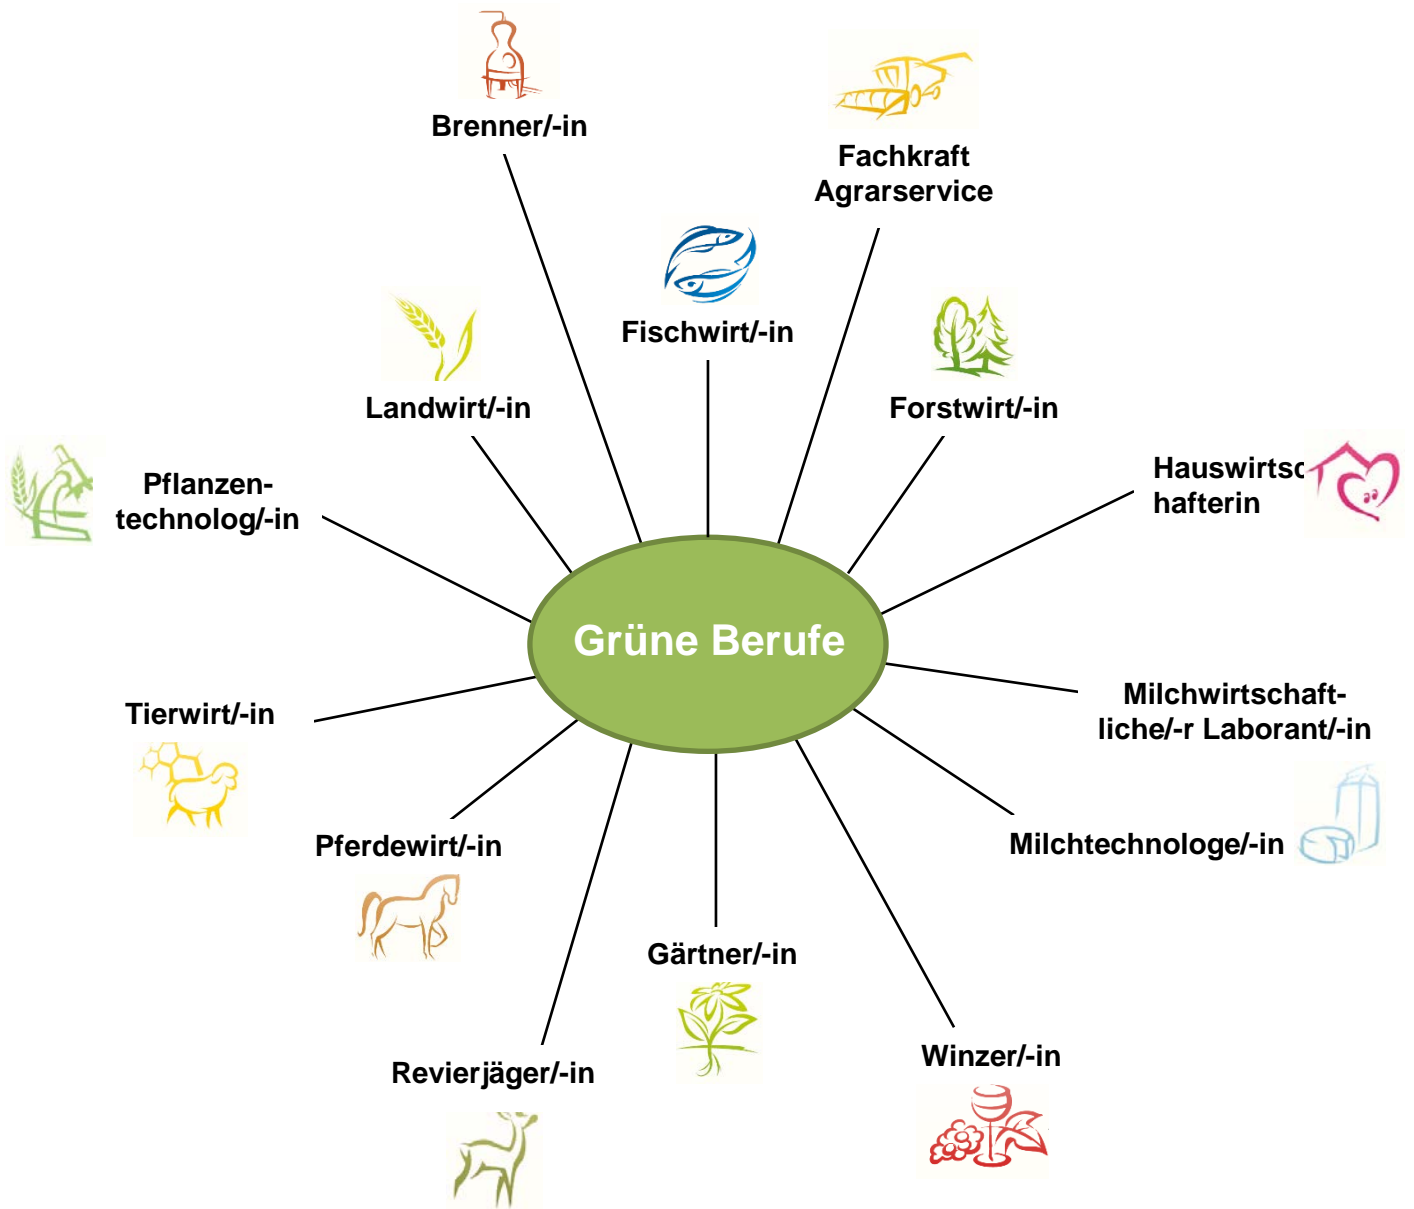 Brenner/-in
Fachkraft
Agrarservice
Fischwirt/-in
Landwirt/-in
Forstwirt/-in
Pflanzen-
technolog/-in
Hauswirtsc
hafterin
Grüne Berufe
Tierwirt/-in
Milchwirtschaft-
liche/-r Laborant/-in
Pferdewirt/-in
Milchtechnologe/-in
Gärtner/-in
Revierjäger/-in
Winzer/-in